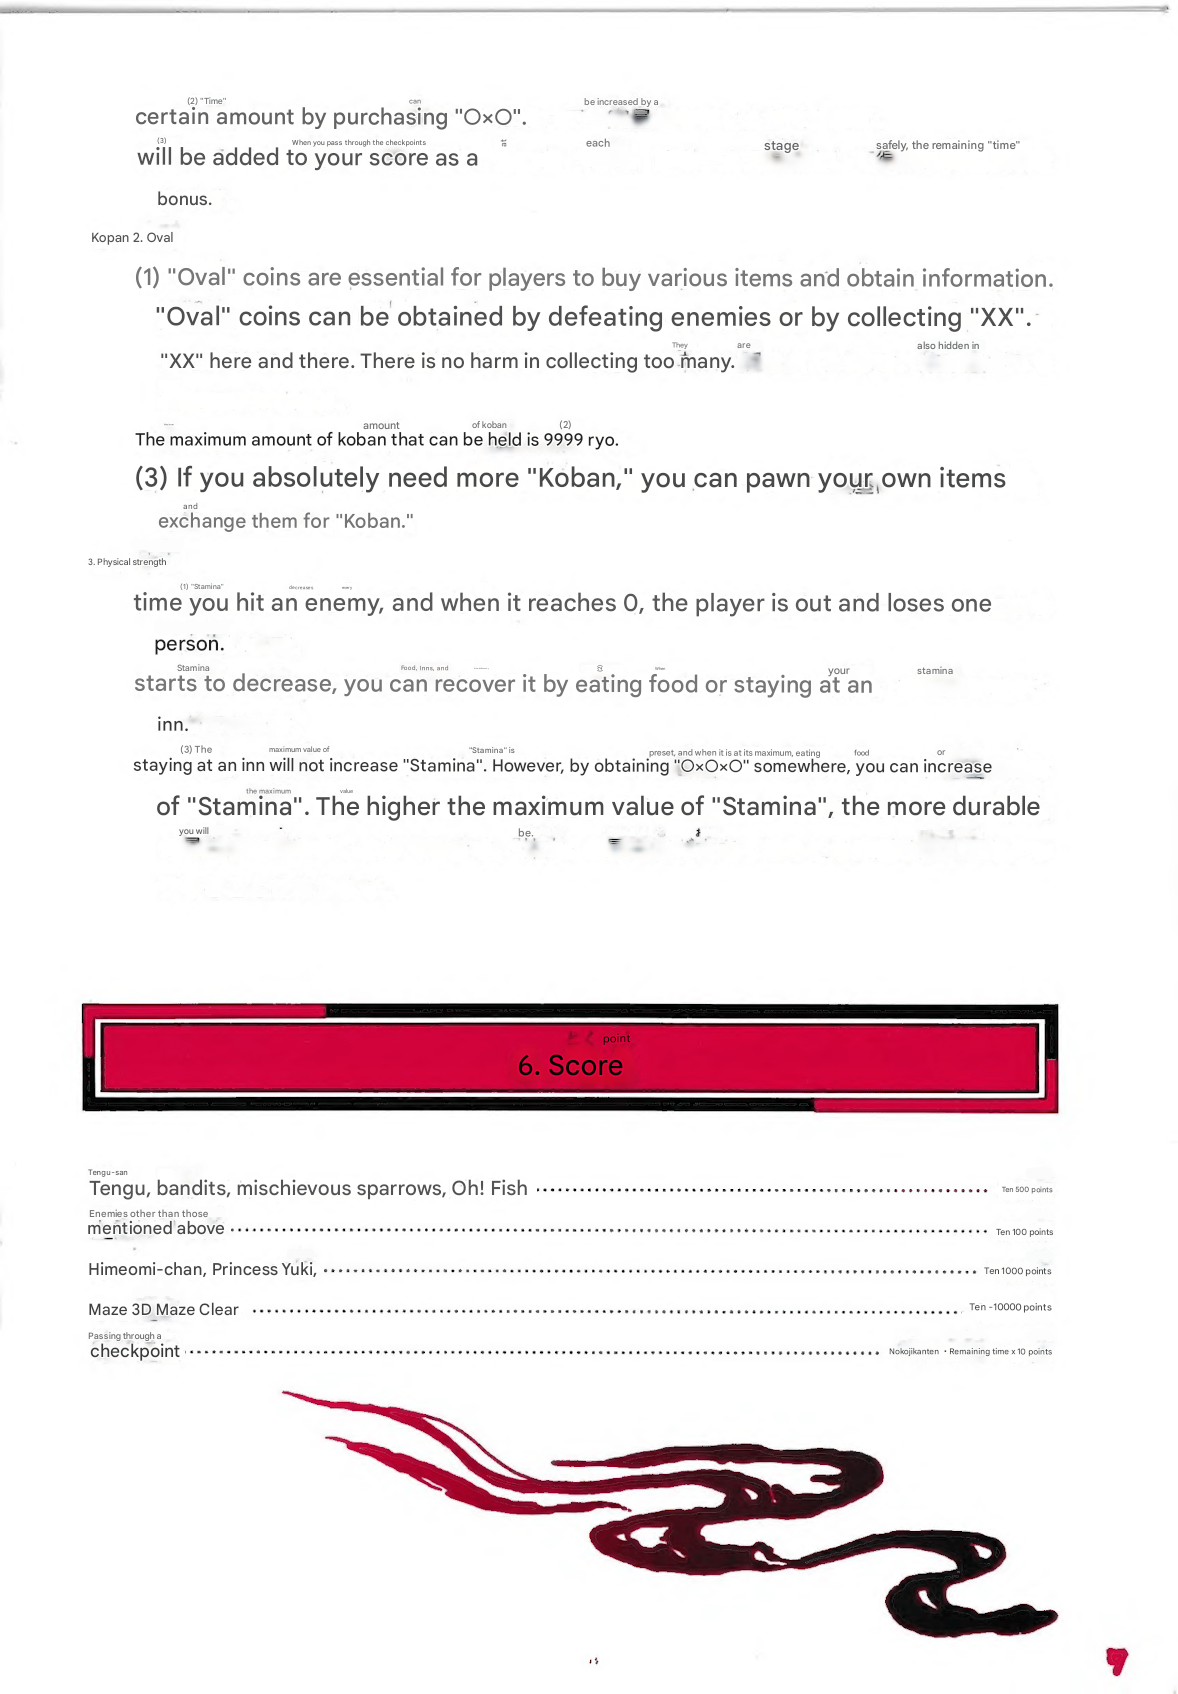 (2) "Time" can be increased by a
certain amount by purchasing "O×O".
(3) When you pass through the checkpoints each stage safely, the remaining "time"
will be added to your score as a
bonus.
Kopan 2. Oval
(1) "Oval" coins are essential for players to buy various items and obtain information.
"Oval" coins can be obtained by defeating enemies or by collecting "XX".
They are also hidden in
"XX" here and there. There is no harm in collecting too many.
amount of koban (2)
The maximum amount of koban that can be held is 9999 ryo.
(3) If you absolutely need more "Koban," you can pawn your own items
and
exchange them for "Koban."
3. Physical strength
(1) "Stamina" decreases every
time you hit an enemy, and when it reaches 0, the player is out and loses one
person.
Stamina Food, Inns, and When your stamina
starts to decrease, you can recover it by eating food or staying at an
inn.
(3) The maximum value of "Stamina" is preset, and when it is at its maximum, eating food or
staying at an inn will not increase "Stamina". However, by obtaining "O×O×O" somewhere, you can increase
the maximum value
of "Stamina". The higher the maximum value of "Stamina", the more durable
you will be.
point
6. Score
Tengu-san
Tengu, bandits, mischievous sparrows, Oh! Fish Ten 500 points
Enemies other than those
mentioned above Ten 100 points
Himeomi-chan, Princess Yuki, Ten 1000 points
Maze 3D Maze Clear Ten -10000 points
Passing through a
checkpoint Nokojikanten ・Remaining time x 10 points
9